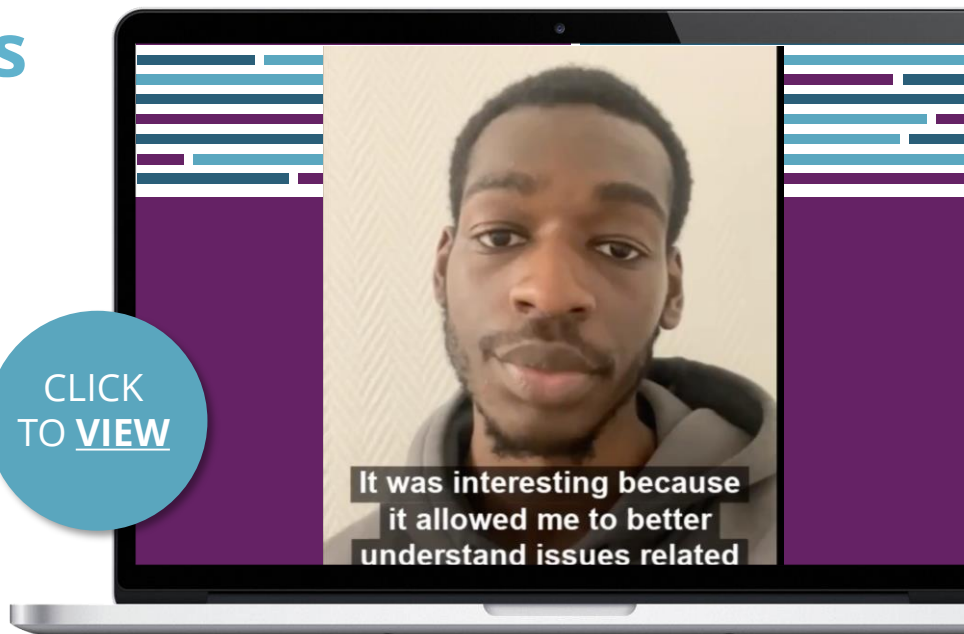 s
CLICK
TO VIEW
It was interesting because
it allowed me to better
understand issues related